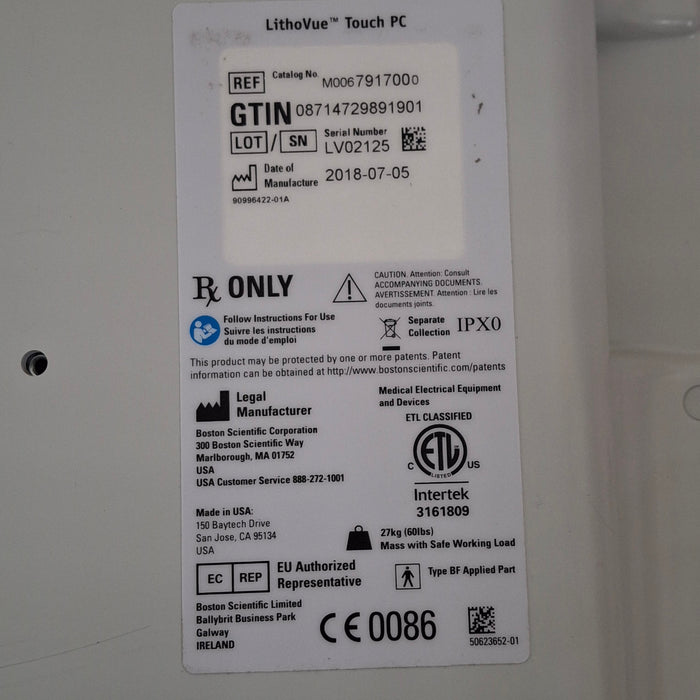 LithoVue™ Touch PC
REF Catalog No. M0067917000
GTIN 08714729891901
LOT / SN Serial Number LV02125
Date of Manufacture 2018-07-05
90996422-01A
Rx ONLY
CAUTION. Attention: Consult
ACCOMPANYING DOCUMENTS.
AVERTISSEMENT. Attention : Lire les
documents joints.
Follow Instructions For Use
Suivre les instructions
du mode d'emploi
Separate
Collection
IPX0
This product may be protected by one or more patents. Patent
information can be obtained at http://www.bostonscientific.com/patents
Legal
Manufacturer
Boston Scientific Corporation
300 Boston Scientific Way
Marlborough, MA 01752
USA
USA Customer Service 888-272-1001
Medical Electrical Equipment
and Devices
ETL CLASSIFIED
C ETL US
LISTED
Intertek
3161809
Made in USA:
150 Baytech Drive
San Jose, CA 95134
USA
27kg (60lbs)
Mass with Safe Working Load
EC REP
EU Authorized
Representative
Type BF Applied Part
Boston Scientific Limited
Ballybrit Business Park
Galway
IRELAND
CE 0086
50623652-01